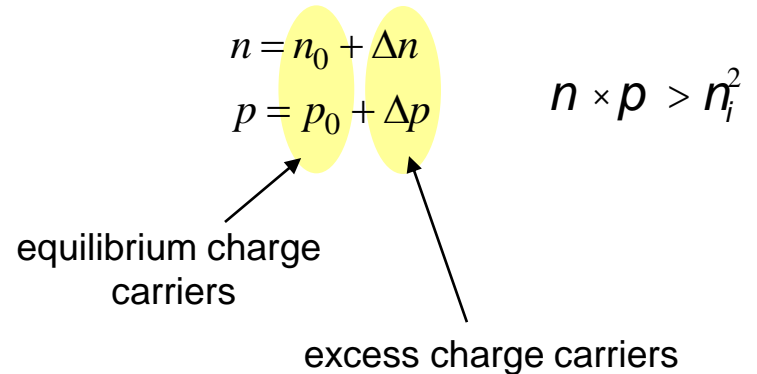 n = n₀ + Δn
p = p₀ + Δp
n × p > nᵢ²
equilibrium charge
carriers
excess charge carriers